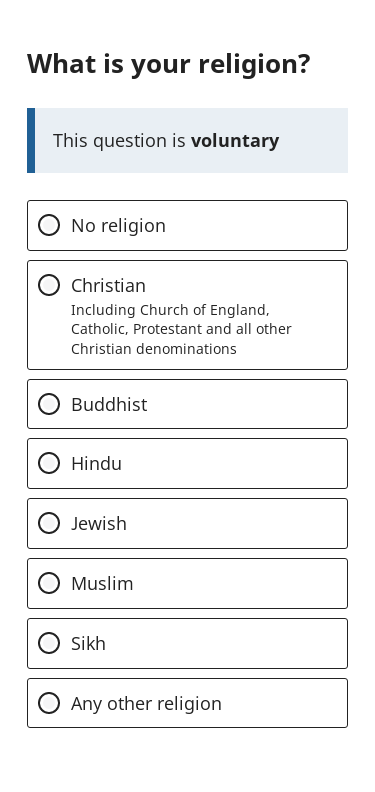 What is your religion?
This question is voluntary
No religion
Christian
Including Church of England,
Catholic, Protestant and all other
Christian denominations
Buddhist
Hindu
Jewish
Muslim
Sikh
Any other religion